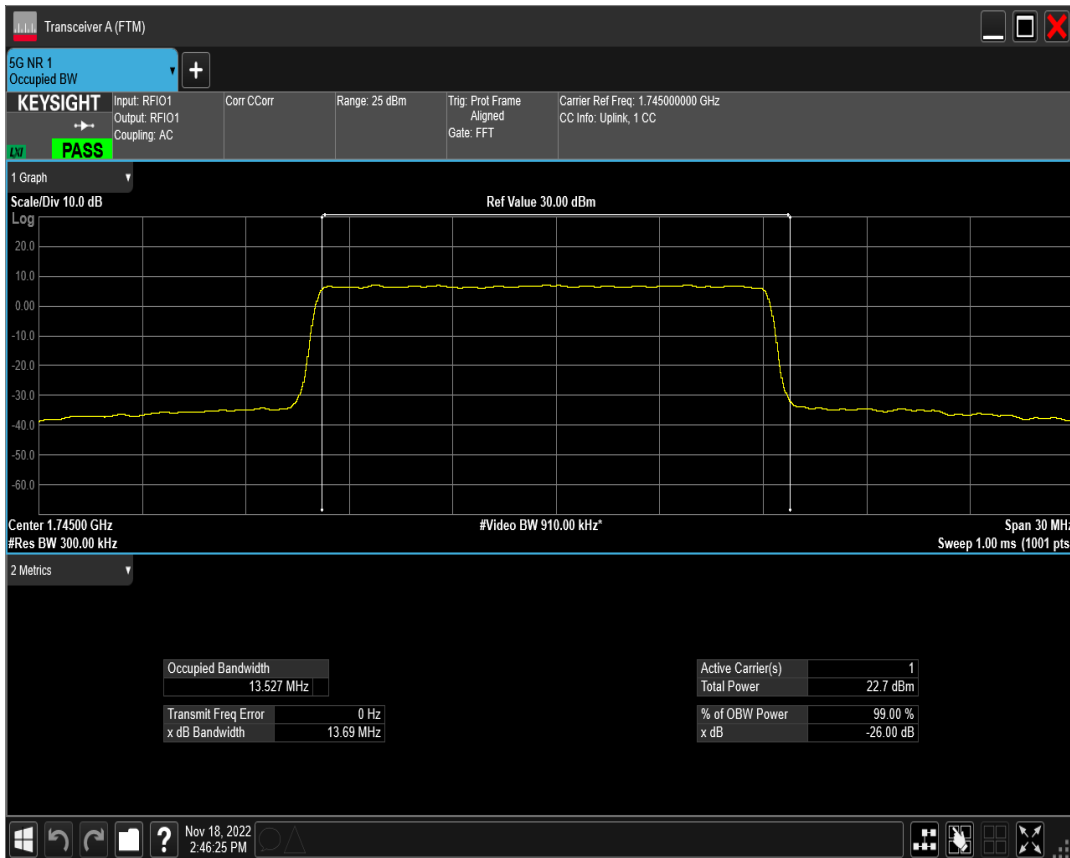 Transceiver A (FTM)
5G NR 1
Occupied BW
+
KEYSIGHT
Input: RFIO1
Output: RFIO1
Coupling: AC
Corr CCorr
Range: 25 dBm
Trig: Prot Frame
Aligned
Gate: FFT
Carrier Ref Freq: 1.745000000 GHz
CC Info: Uplink, 1 CC
LXI
PASS
1 Graph
Scale/Div 10.0 dB
Ref Value 30.00 dBm
Log
20.0
10.0
0.00
-10.0
-20.0
-30.0
-40.0
-50.0
-60.0
Center 1.74500 GHz
#Video BW 910.00 kHz*
Span 30 MHz
#Res BW 300.00 kHz
Sweep 1.00 ms (1001 pts
2 Metrics
Occupied Bandwidth
13.527 MHz
Active Carrier(s) 1
Total Power 22.7 dBm
Transmit Freq Error 0 Hz
x dB Bandwidth 13.69 MHz
% of OBW Power 99.00 %
x dB -26.00 dB
?
Nov 18, 2022
2:46:25 PM